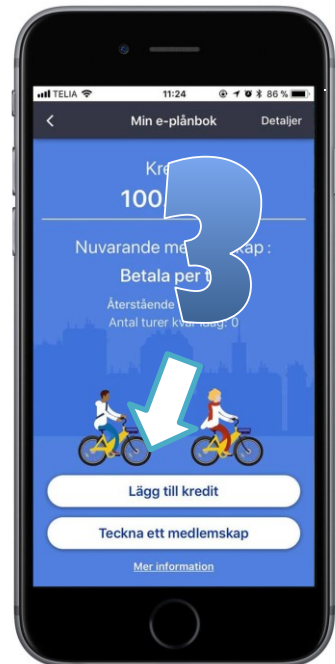 TELIA 11:24 86 %
Min e-plånbok Detaljer
100
3
Nuvarande
Betala per
Återstående
Antal turer kvar idag: 0
Lägg till kredit
Teckna ett medlemskap
Mer information